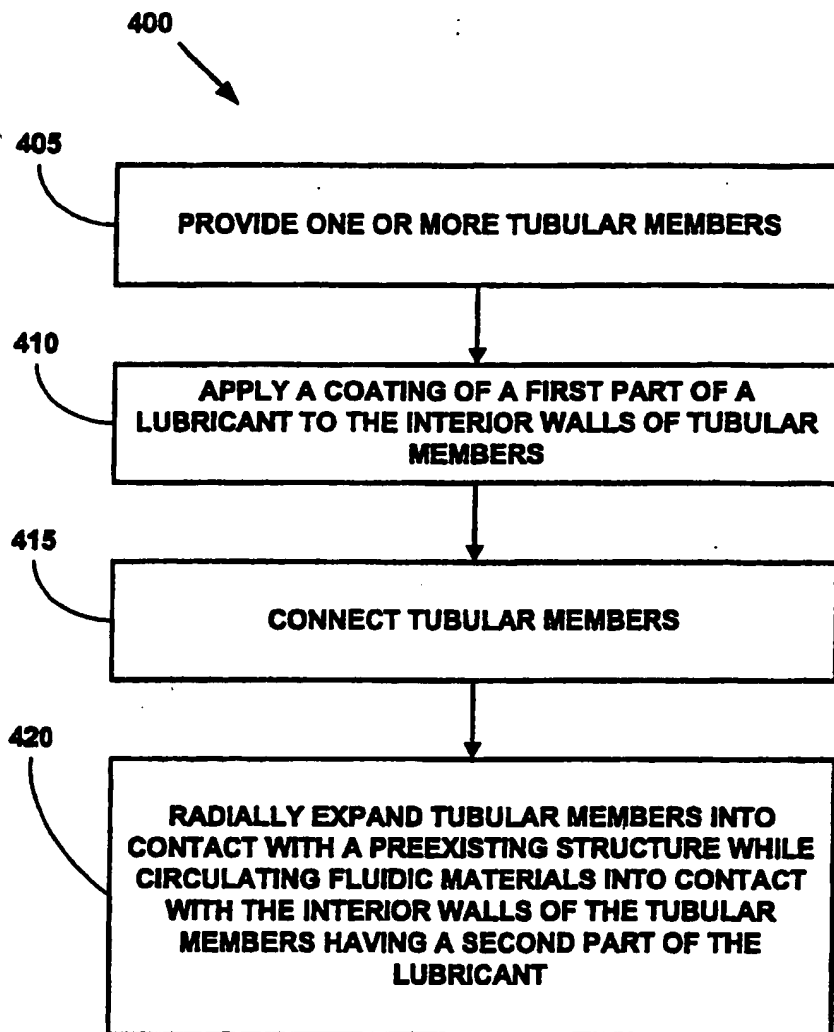 400
405
PROVIDE ONE OR MORE TUBULAR MEMBERS
410
APPLY A COATING OF A FIRST PART OF A
LUBRICANT TO THE INTERIOR WALLS OF TUBULAR
MEMBERS
415
CONNECT TUBULAR MEMBERS
420
RADIALLY EXPAND TUBULAR MEMBERS INTO
CONTACT WITH A PREEXISTING STRUCTURE WHILE
CIRCULATING FLUIDIC MATERIALS INTO CONTACT
WITH THE INTERIOR WALLS OF THE TUBULAR
MEMBERS HAVING A SECOND PART OF THE
LUBRICANT